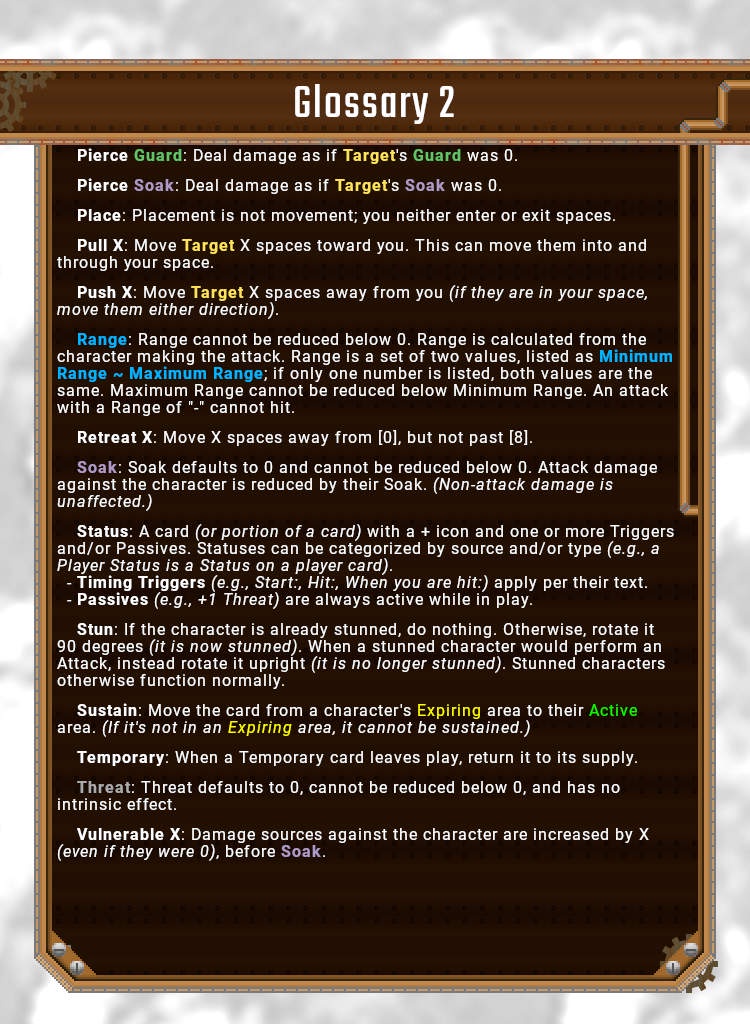 Glossary 2
Pierce Guard: Deal damage as if Target's Guard was 0.
Pierce Soak: Deal damage as if Target's Soak was 0.
Place: Placement is not movement; you neither enter or exit spaces.
Pull X: Move Target X spaces toward you. This can move them into and
through your space.
Push X: Move Target X spaces away from you (if they are in your space,
move them either direction).
Range: Range cannot be reduced below 0. Range is calculated from the
character making the attack. Range is a set of two values, listed as Minimum
Range ~ Maximum Range; if only one number is listed, both values are the
same. Maximum Range cannot be reduced below Minimum Range. An attack
with a Range of "-" cannot hit.
Retreat X: Move X spaces away from [0], but not past [8].
Soak: Soak defaults to 0 and cannot be reduced below 0. Attack damage
against the character is reduced by their Soak. (Non-attack damage is
unaffected.)
Status: A card (or portion of a card) with a + icon and one or more Triggers
and/or Passives. Statuses can be categorized by source and/or type (e.g., a
Player Status is a Status on a player card).
- Timing Triggers (e.g., Start:, Hit:, When you are hit:) apply per their text.
- Passives (e.g., +1 Threat) are always active while in play.
Stun: If the character is already stunned, do nothing. Otherwise, rotate it
90 degrees (it is now stunned). When a stunned character would perform an
Attack, instead rotate it upright (it is no longer stunned). Stunned characters
otherwise function normally.
Sustain: Move the card from a character's Expiring area to their Active
area. (If it's not in an Expiring area, it cannot be sustained.)
Temporary: When a Temporary card leaves play, return it to its supply.
Threat: Threat defaults to 0, cannot be reduced below 0, and has no
intrinsic effect.
Vulnerable X: Damage sources against the character are increased by X
(even if they were 0), before Soak.